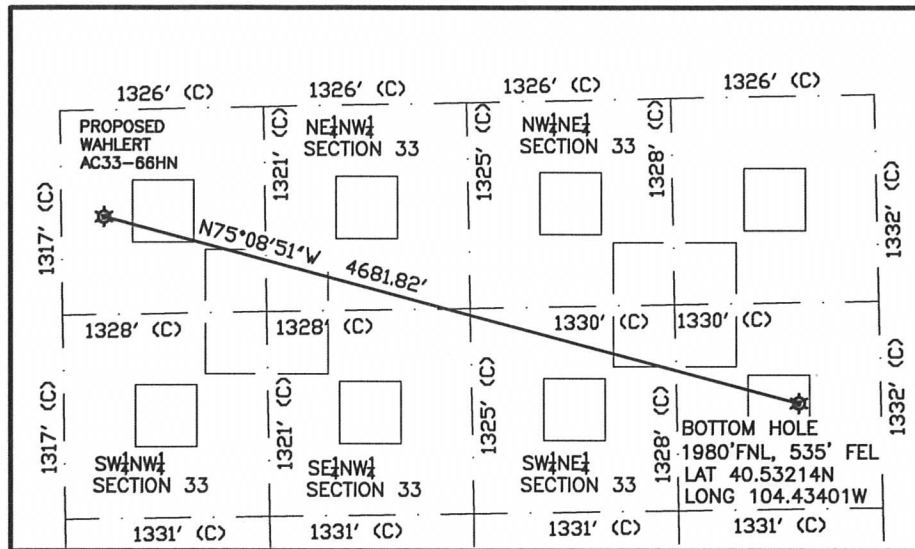 1326' (C)
1326' (C)
1326' (C)
1326' (C)
PROPOSED
WAHLERT
AC33-66HN
NE¼NW¼
SECTION 33
NW¼NE¼
SECTION 33
1317' (C)
1321' (C)
1325' (C)
1328' (C)
1332' (C)
N75°08'51"W
4681.82'
1328' (C)
1328' (C)
1330' (C)
1330' (C)
1317' (C)
1321' (C)
1325' (C)
1328' (C)
1332' (C)
SW¼NW¼
SECTION 33
SE¼NW¼
SECTION 33
SW¼NE¼
SECTION 33
BOTTOM HOLE
1980'FNL, 535' FEL
LAT 40.53214N
LONG 104.43401W
1331' (C)
1331' (C)
1331' (C)
1331' (C)